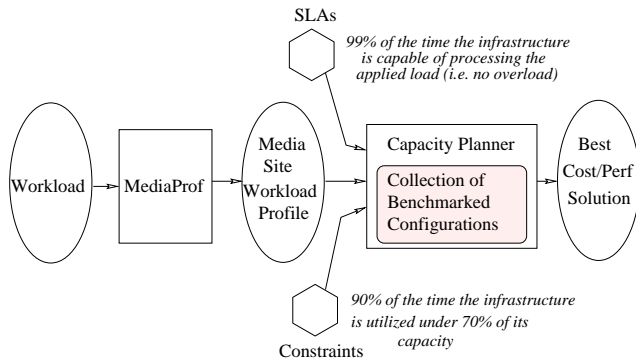 SLAs
99% of the time the infrastructure
is capable of processing the
applied load (i.e. no overload)
Workload
MediaProf
Media
Site
Workload
Profile
Capacity Planner
Collection of
Benchmarked
Configurations
Best
Cost/Perf
Solution
90% of the time the infrastructure
is utilized under 70% of its
capacity
Constraints